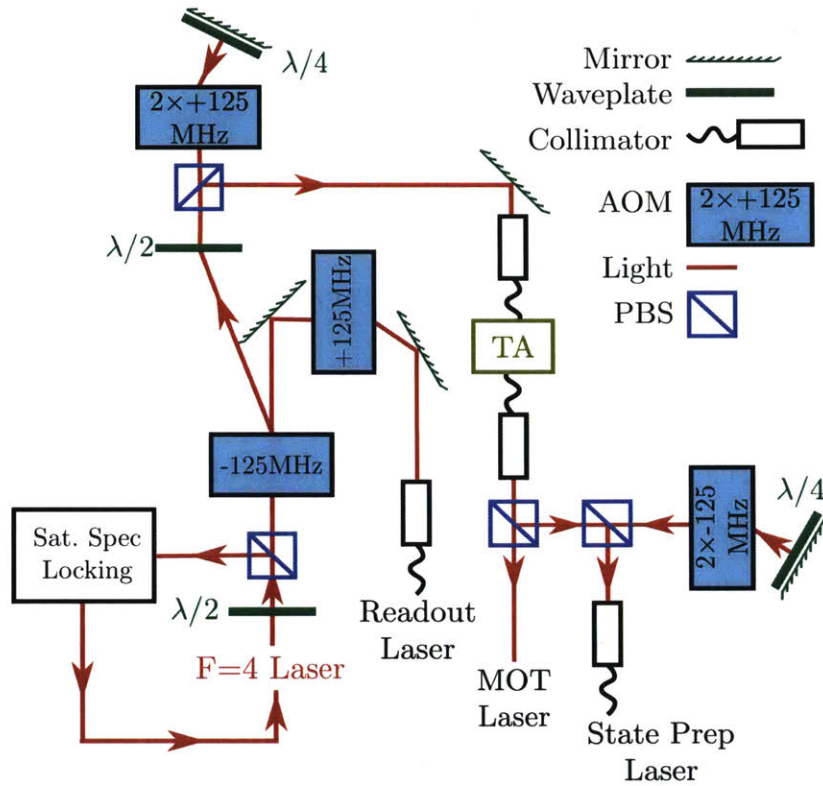 λ/4
2×+125
MHz
Mirror
Waveplate
Collimator
AOM
2×+125
MHz
Light
PBS
λ/2
+125MHz
TA
-125MHz
2×-125
MHz
λ/4
Sat. Spec
Locking
λ/2
Readout
Laser
F=4 Laser
MOT
Laser
State Prep
Laser